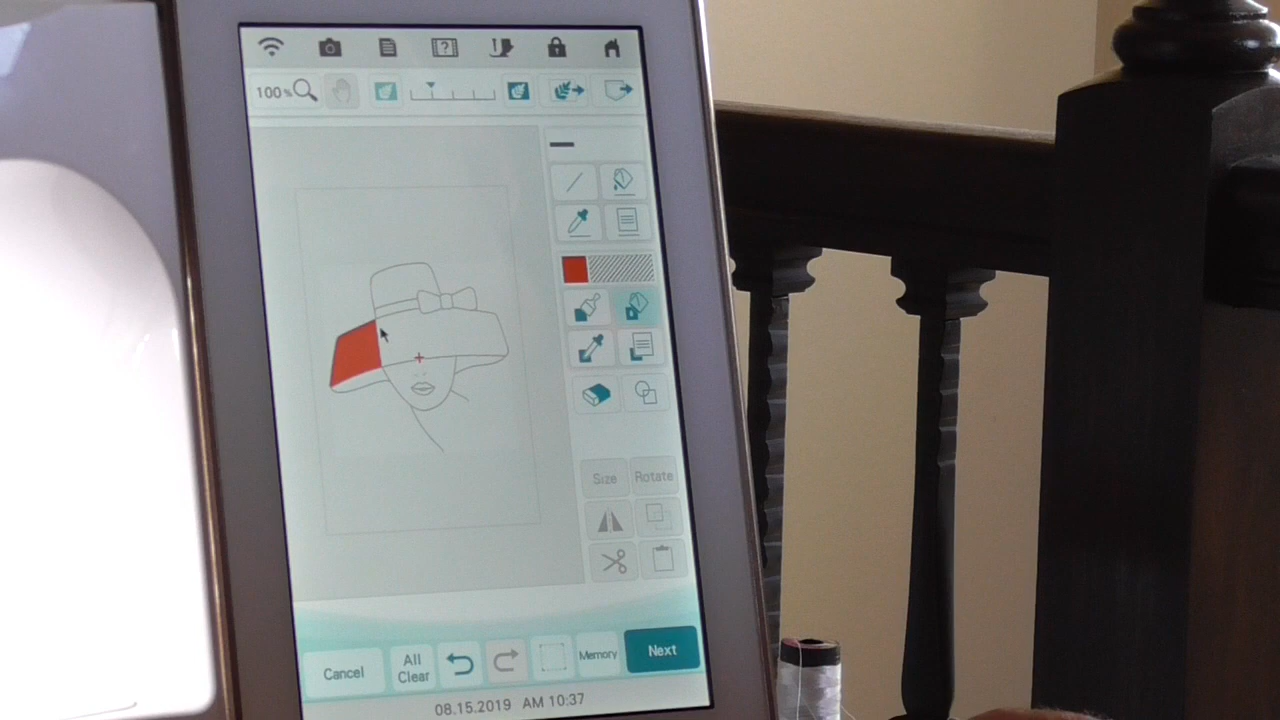 100%
?
Size
Rotate
Cancel
All
Clear
Memory
Next
08.15.2019 AM 10:37